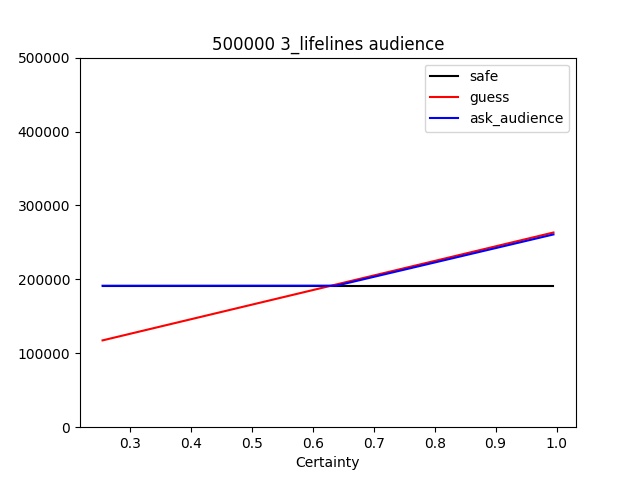 500000 3_lifelines audience
500000
400000
300000
200000
100000
0
safe
guess
ask_audience
0.3 0.4 0.5 0.6 0.7 0.8 0.9 1.0
Certainty